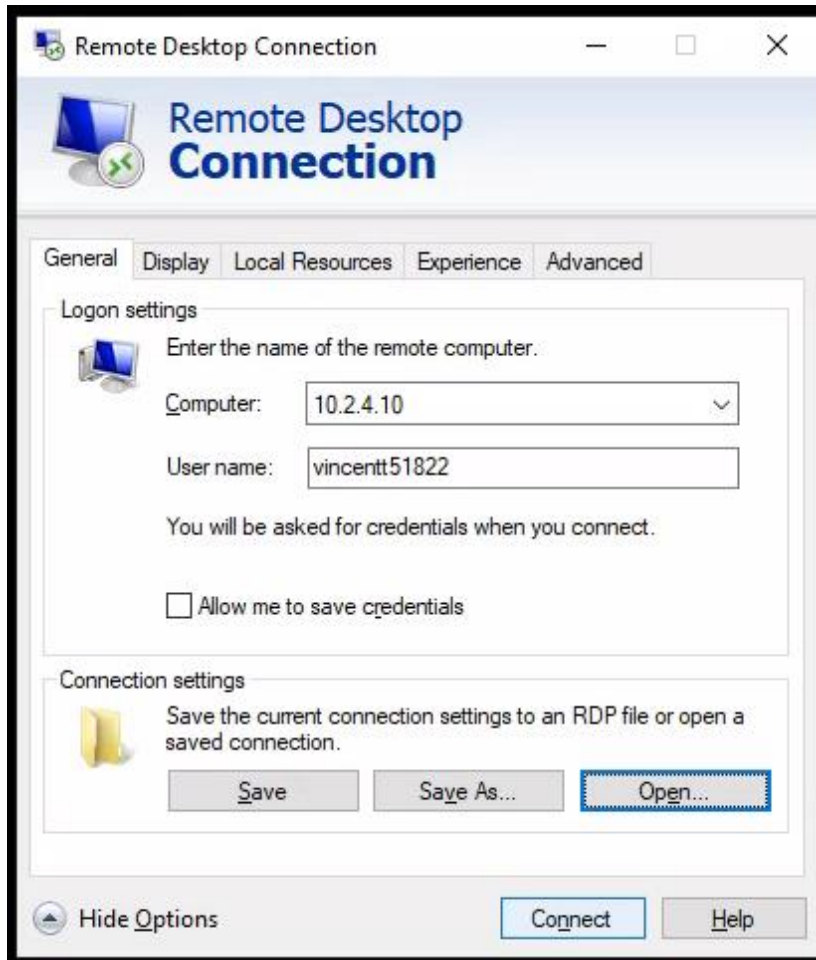 Remote Desktop Connection
Remote Desktop
Connection
General Display Local Resources Experience Advanced
Logon settings
Enter the name of the remote computer.
Computer: 10.2.4.10
User name: vincentt51822
You will be asked for credentials when you connect.
Allow me to save credentials
Connection settings
Save the current connection settings to an RDP file or open a
saved connection.
Save Save As... Open...
Hide Options Connect Help